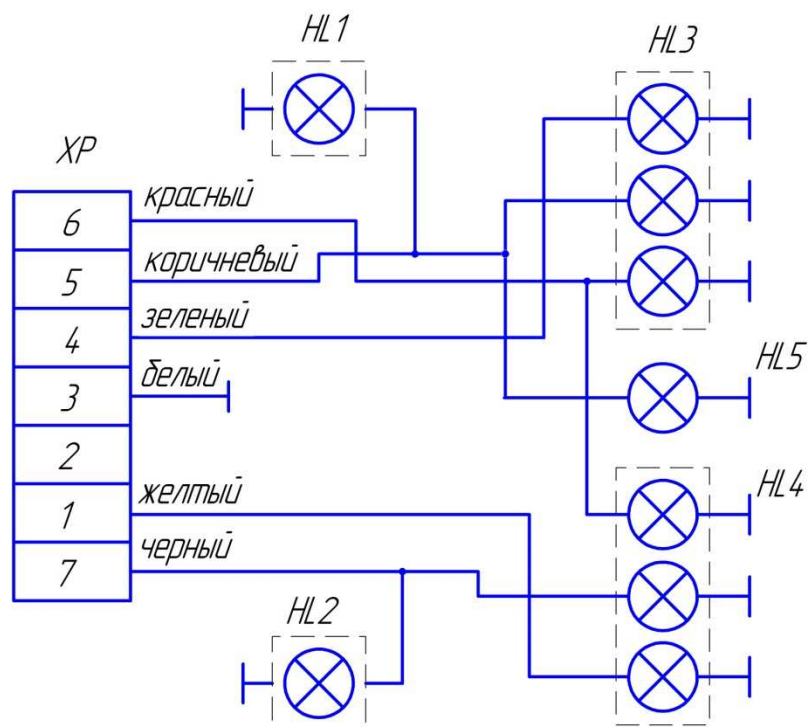 HL1
HL3
XP
6 красный
5 коричневый
4 зеленый
3 белый
HL5
2
1 желтый
HL4
7 черный
HL2